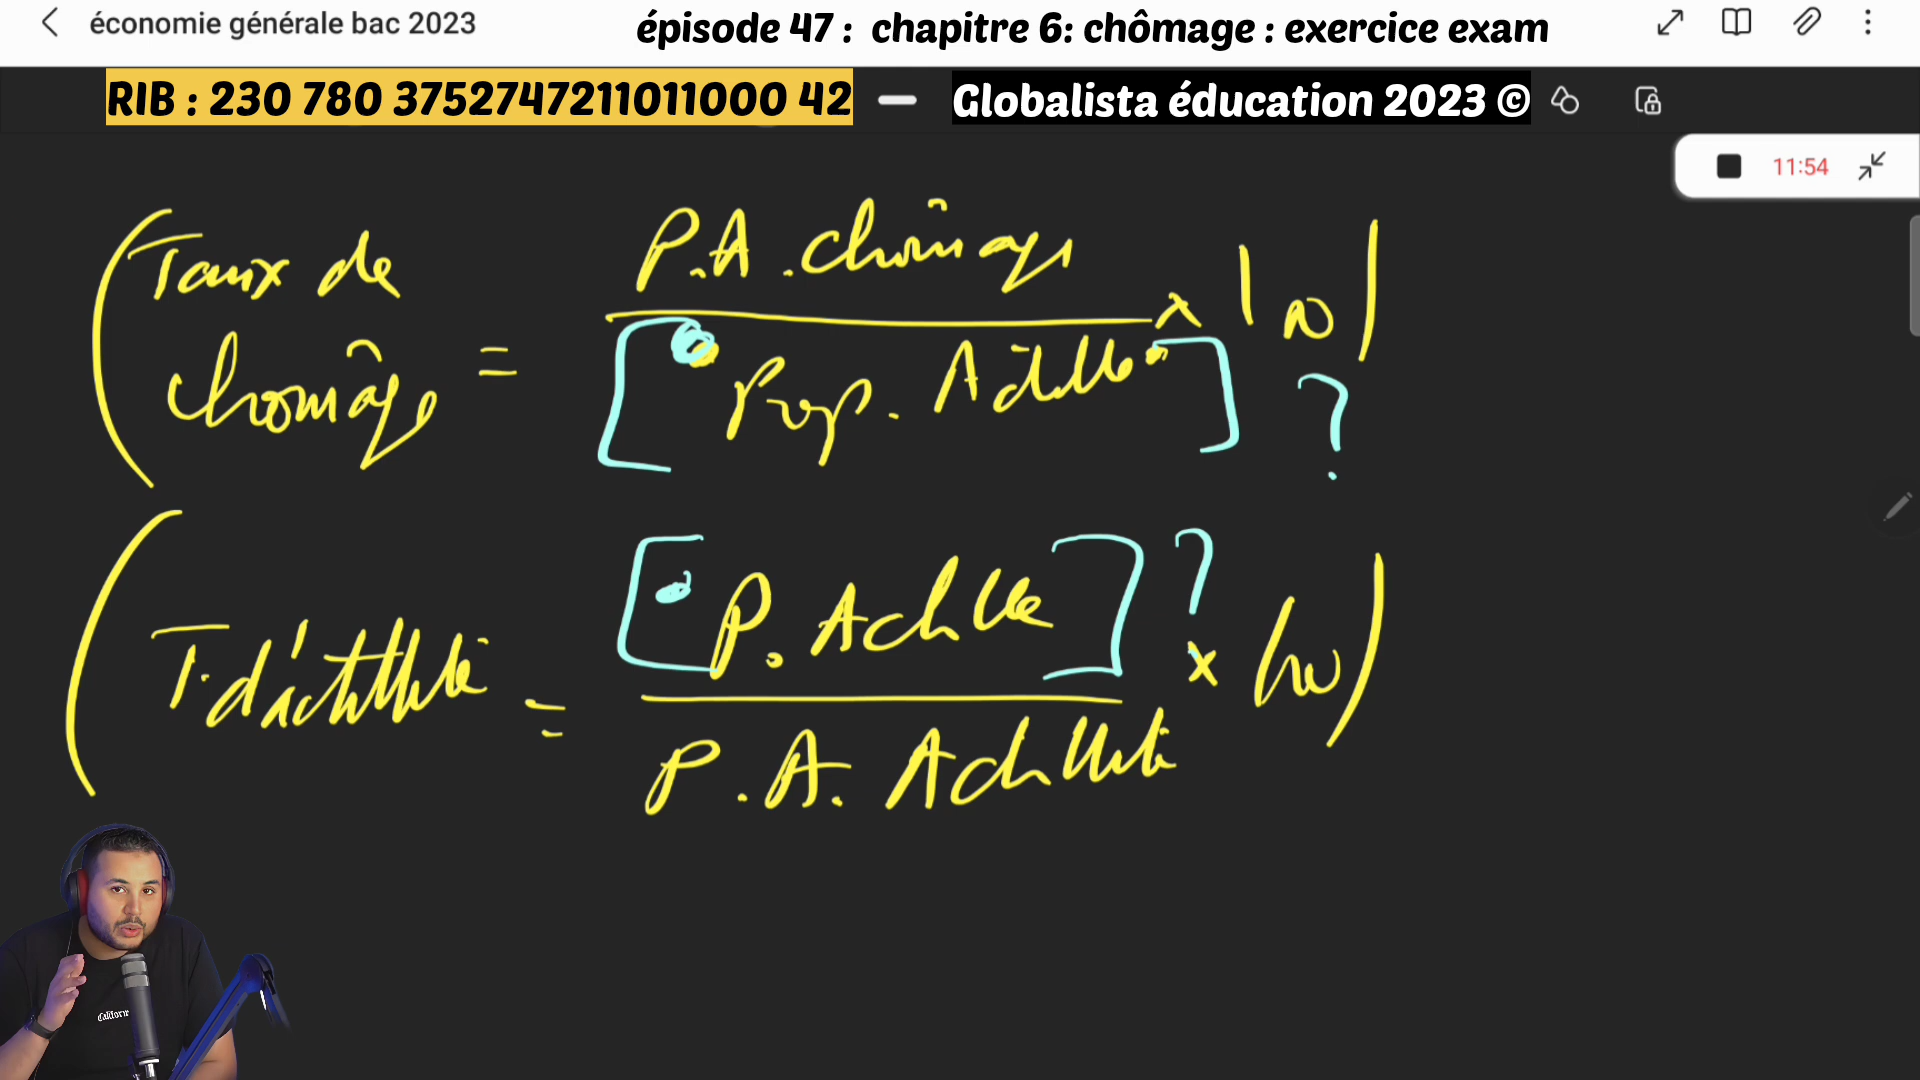 économie générale bac 2023
épisode 47 : chapitre 6: chômage : exercice exam
RIB : 230 780 3752747211011000 42
Globalista éducation 2023 ©
11:54
Taux de chômage = P.A. chômage / [Pop. Active] × 100 ?
T. d'activité = [P. Active] ? / P. A. Activité × 100